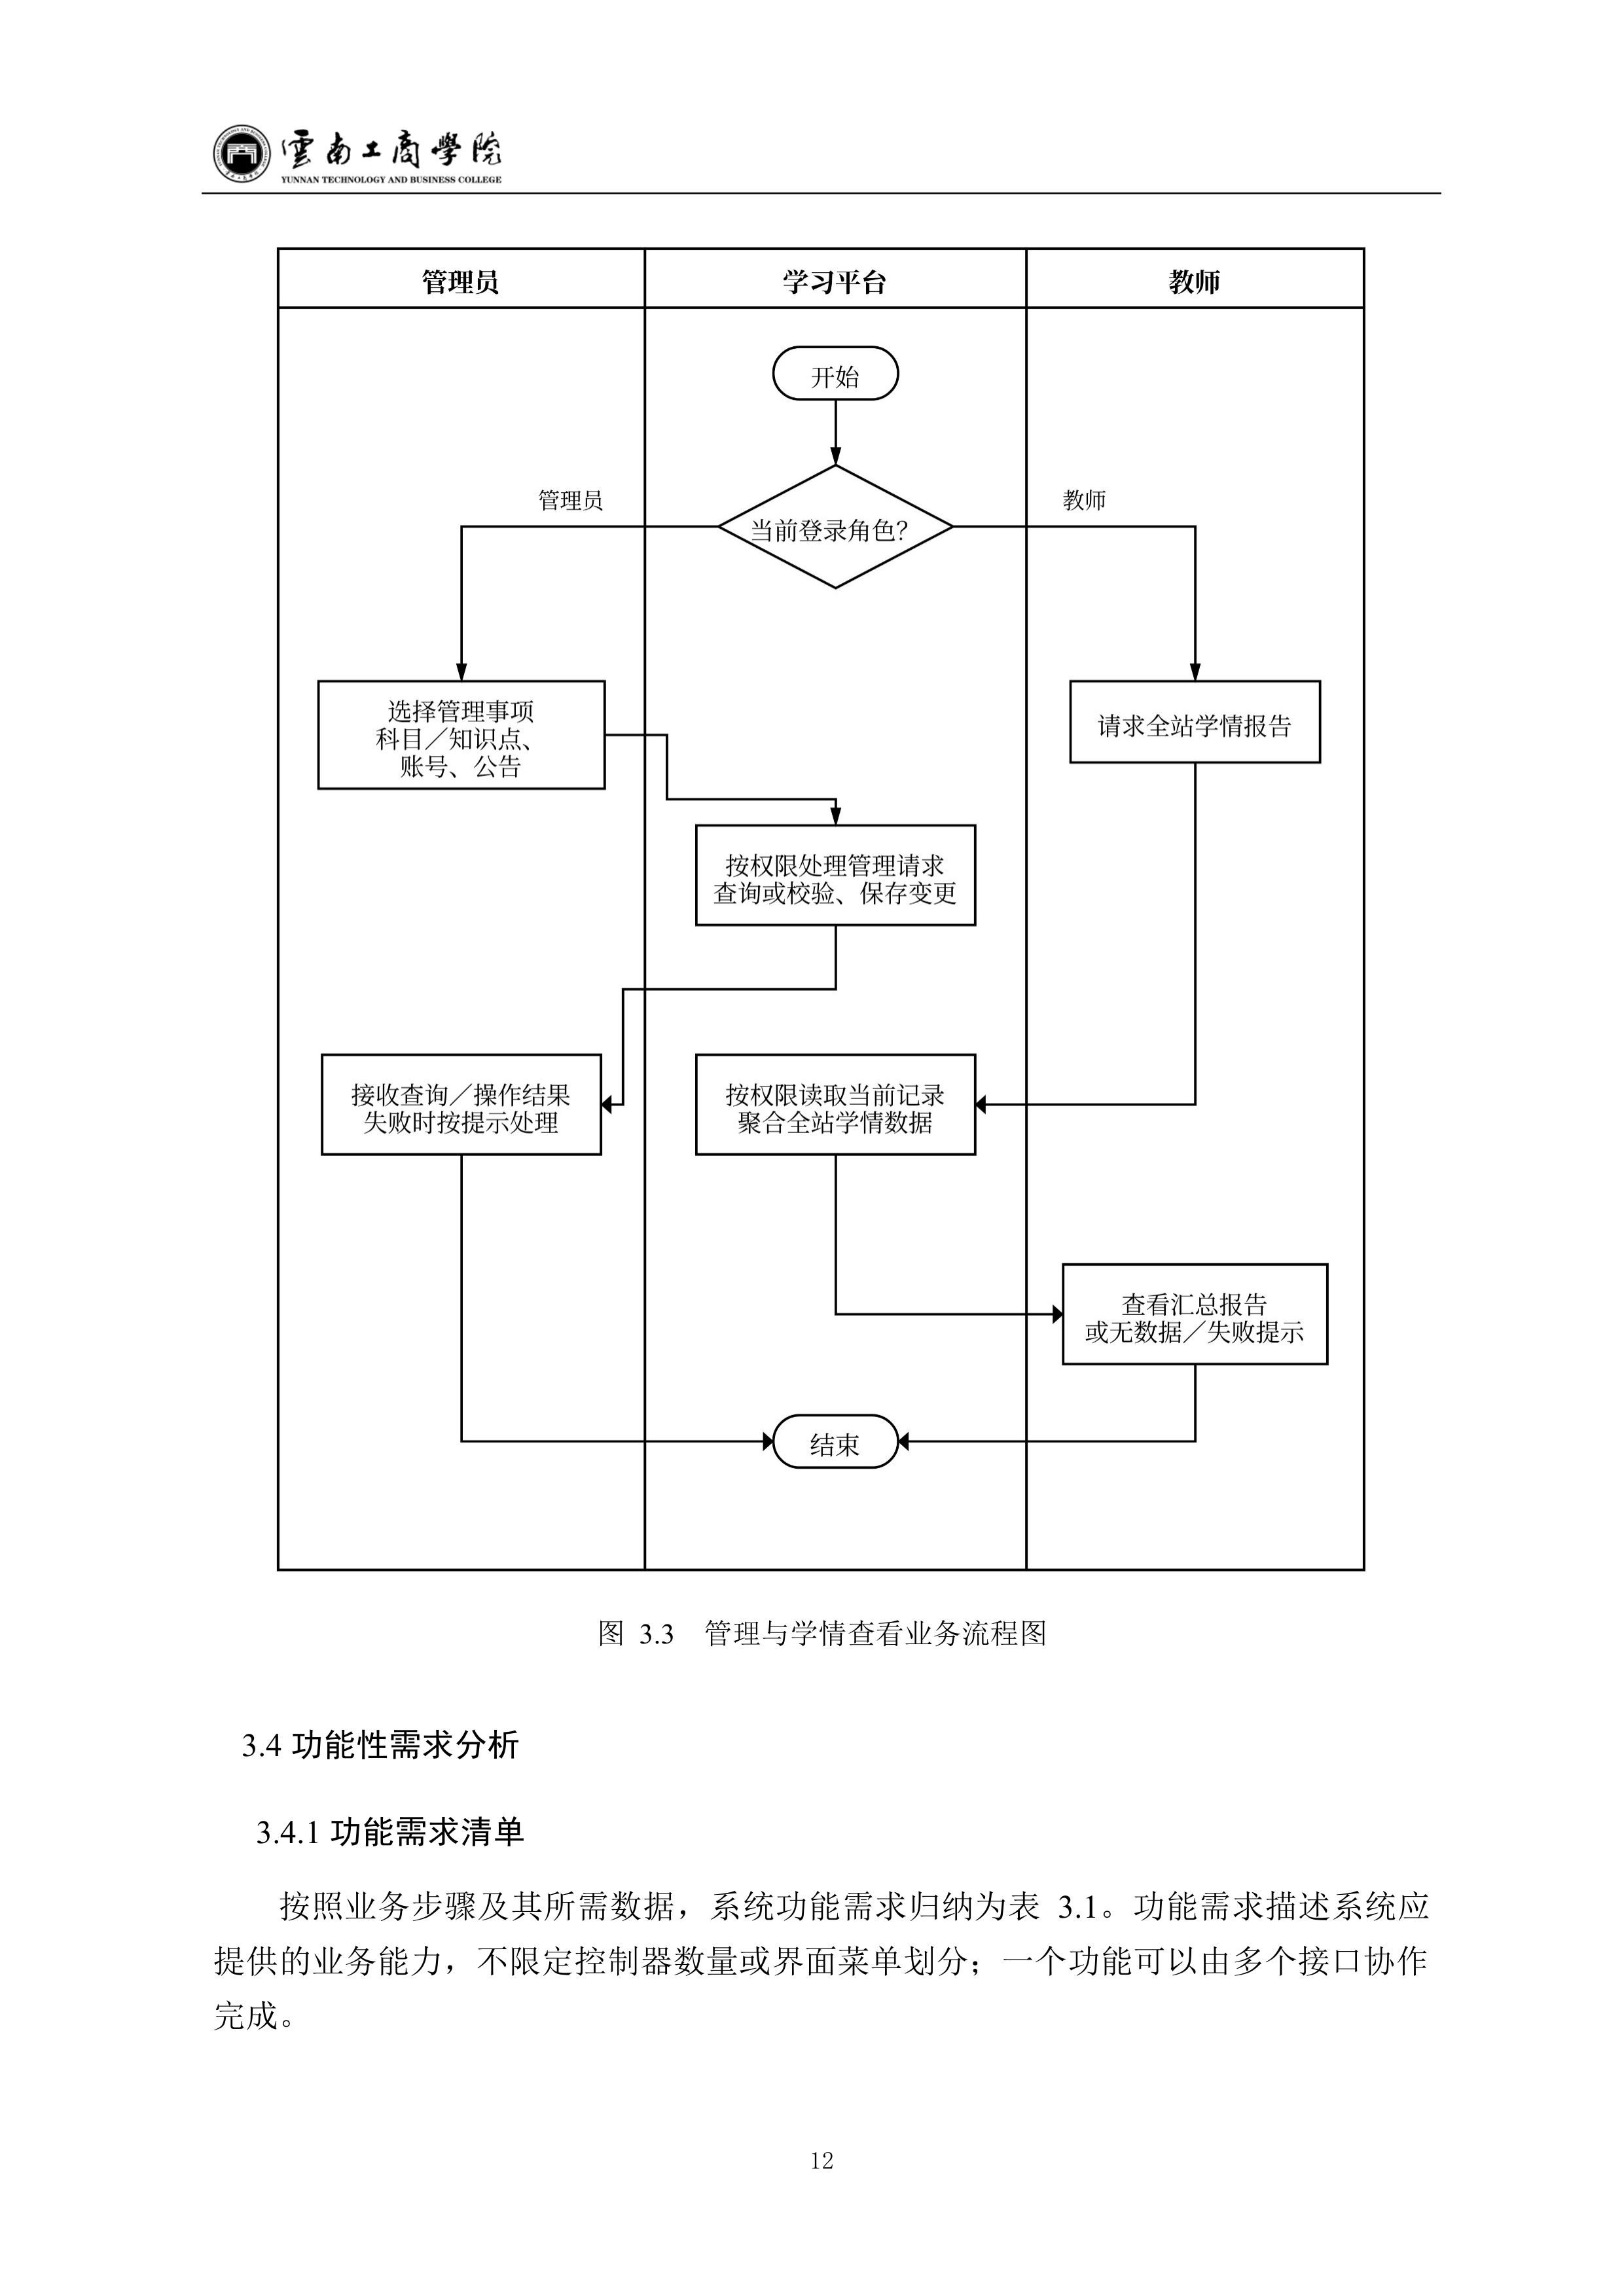 雲南工商學院
YUNNAN TECHNOLOGY AND BUSINESS COLLEGE
管理员 学习平台 教师
开始
管理员 教师
当前登录角色?
选择管理事项
科目／知识点、
账号、公告
请求全站学情报告
按权限处理管理请求
查询或校验、保存变更
接收查询／操作结果
失败时按提示处理
按权限读取当前记录
聚合全站学情数据
查看汇总报告
或无数据／失败提示
结束
图 3.3 管理与学情查看业务流程图
3.4 功能性需求分析
3.4.1 功能需求清单
按照业务步骤及其所需数据，系统功能需求归纳为表 3.1。功能需求描述系统应
提供的业务能力，不限定控制器数量或界面菜单划分；一个功能可以由多个接口协作
完成。
12